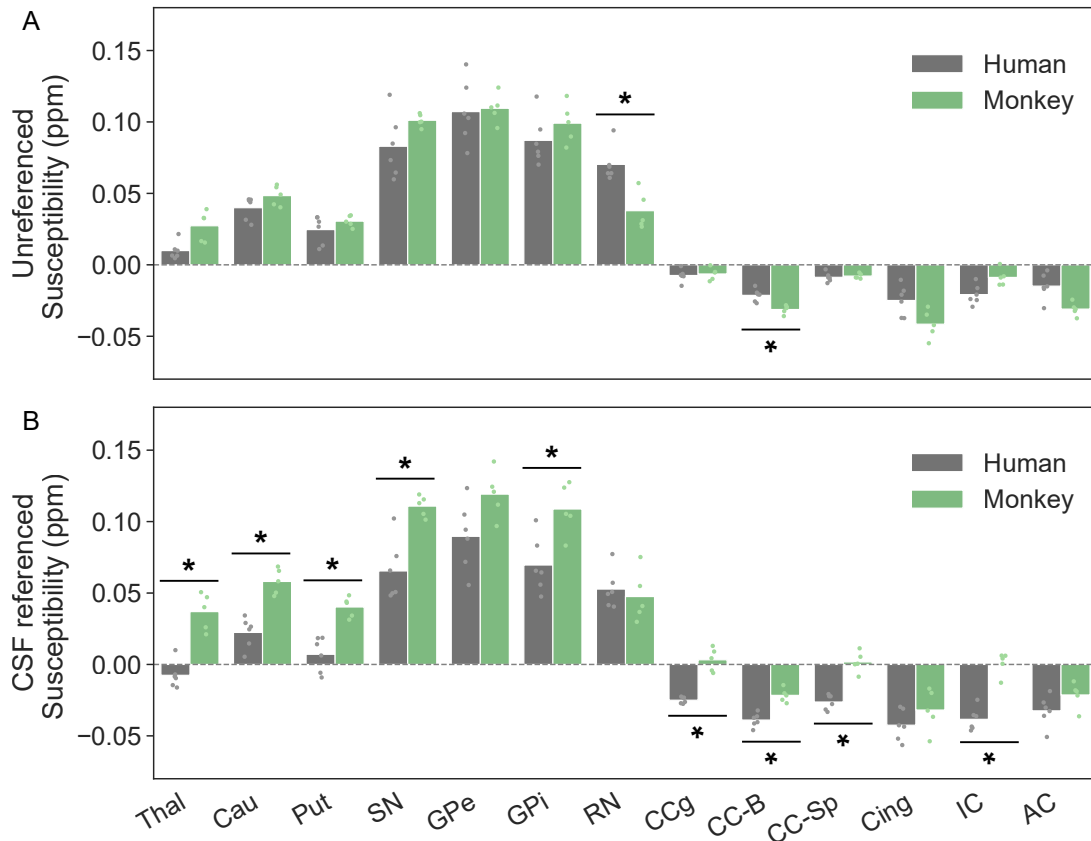 A
Unreferenced
Susceptibility (ppm)
0.15
0.10
0.05
0.00
−0.05
Human
Monkey
*
*
B
CSF referenced
Susceptibility (ppm)
0.15
0.10
0.05
0.00
−0.05
Human
Monkey
* * * * *
* * * *
Thal Cau Put SN GPe GPi RN CCg CC-B CC-Sp Cing IC AC